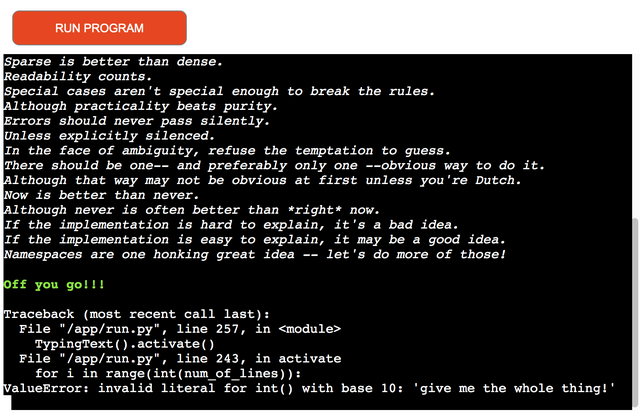 RUN PROGRAM
Sparse is better than dense.
Readability counts.
Special cases aren't special enough to break the rules.
Although practicality beats purity.
Errors should never pass silently.
Unless explicitly silenced.
In the face of ambiguity, refuse the temptation to guess.
There should be one-- and preferably only one --obvious way to do it.
Although that way may not be obvious at first unless you're Dutch.
Now is better than never.
Although never is often better than *right* now.
If the implementation is hard to explain, it's a bad idea.
If the implementation is easy to explain, it may be a good idea.
Namespaces are one honking great idea -- let's do more of those!
Off you go!!!
Traceback (most recent call last):
  File "/app/run.py", line 257, in <module>
    TypingText().activate()
  File "/app/run.py", line 243, in activate
    for i in range(int(num_of_lines)):
ValueError: invalid literal for int() with base 10: 'give me the whole thing!'